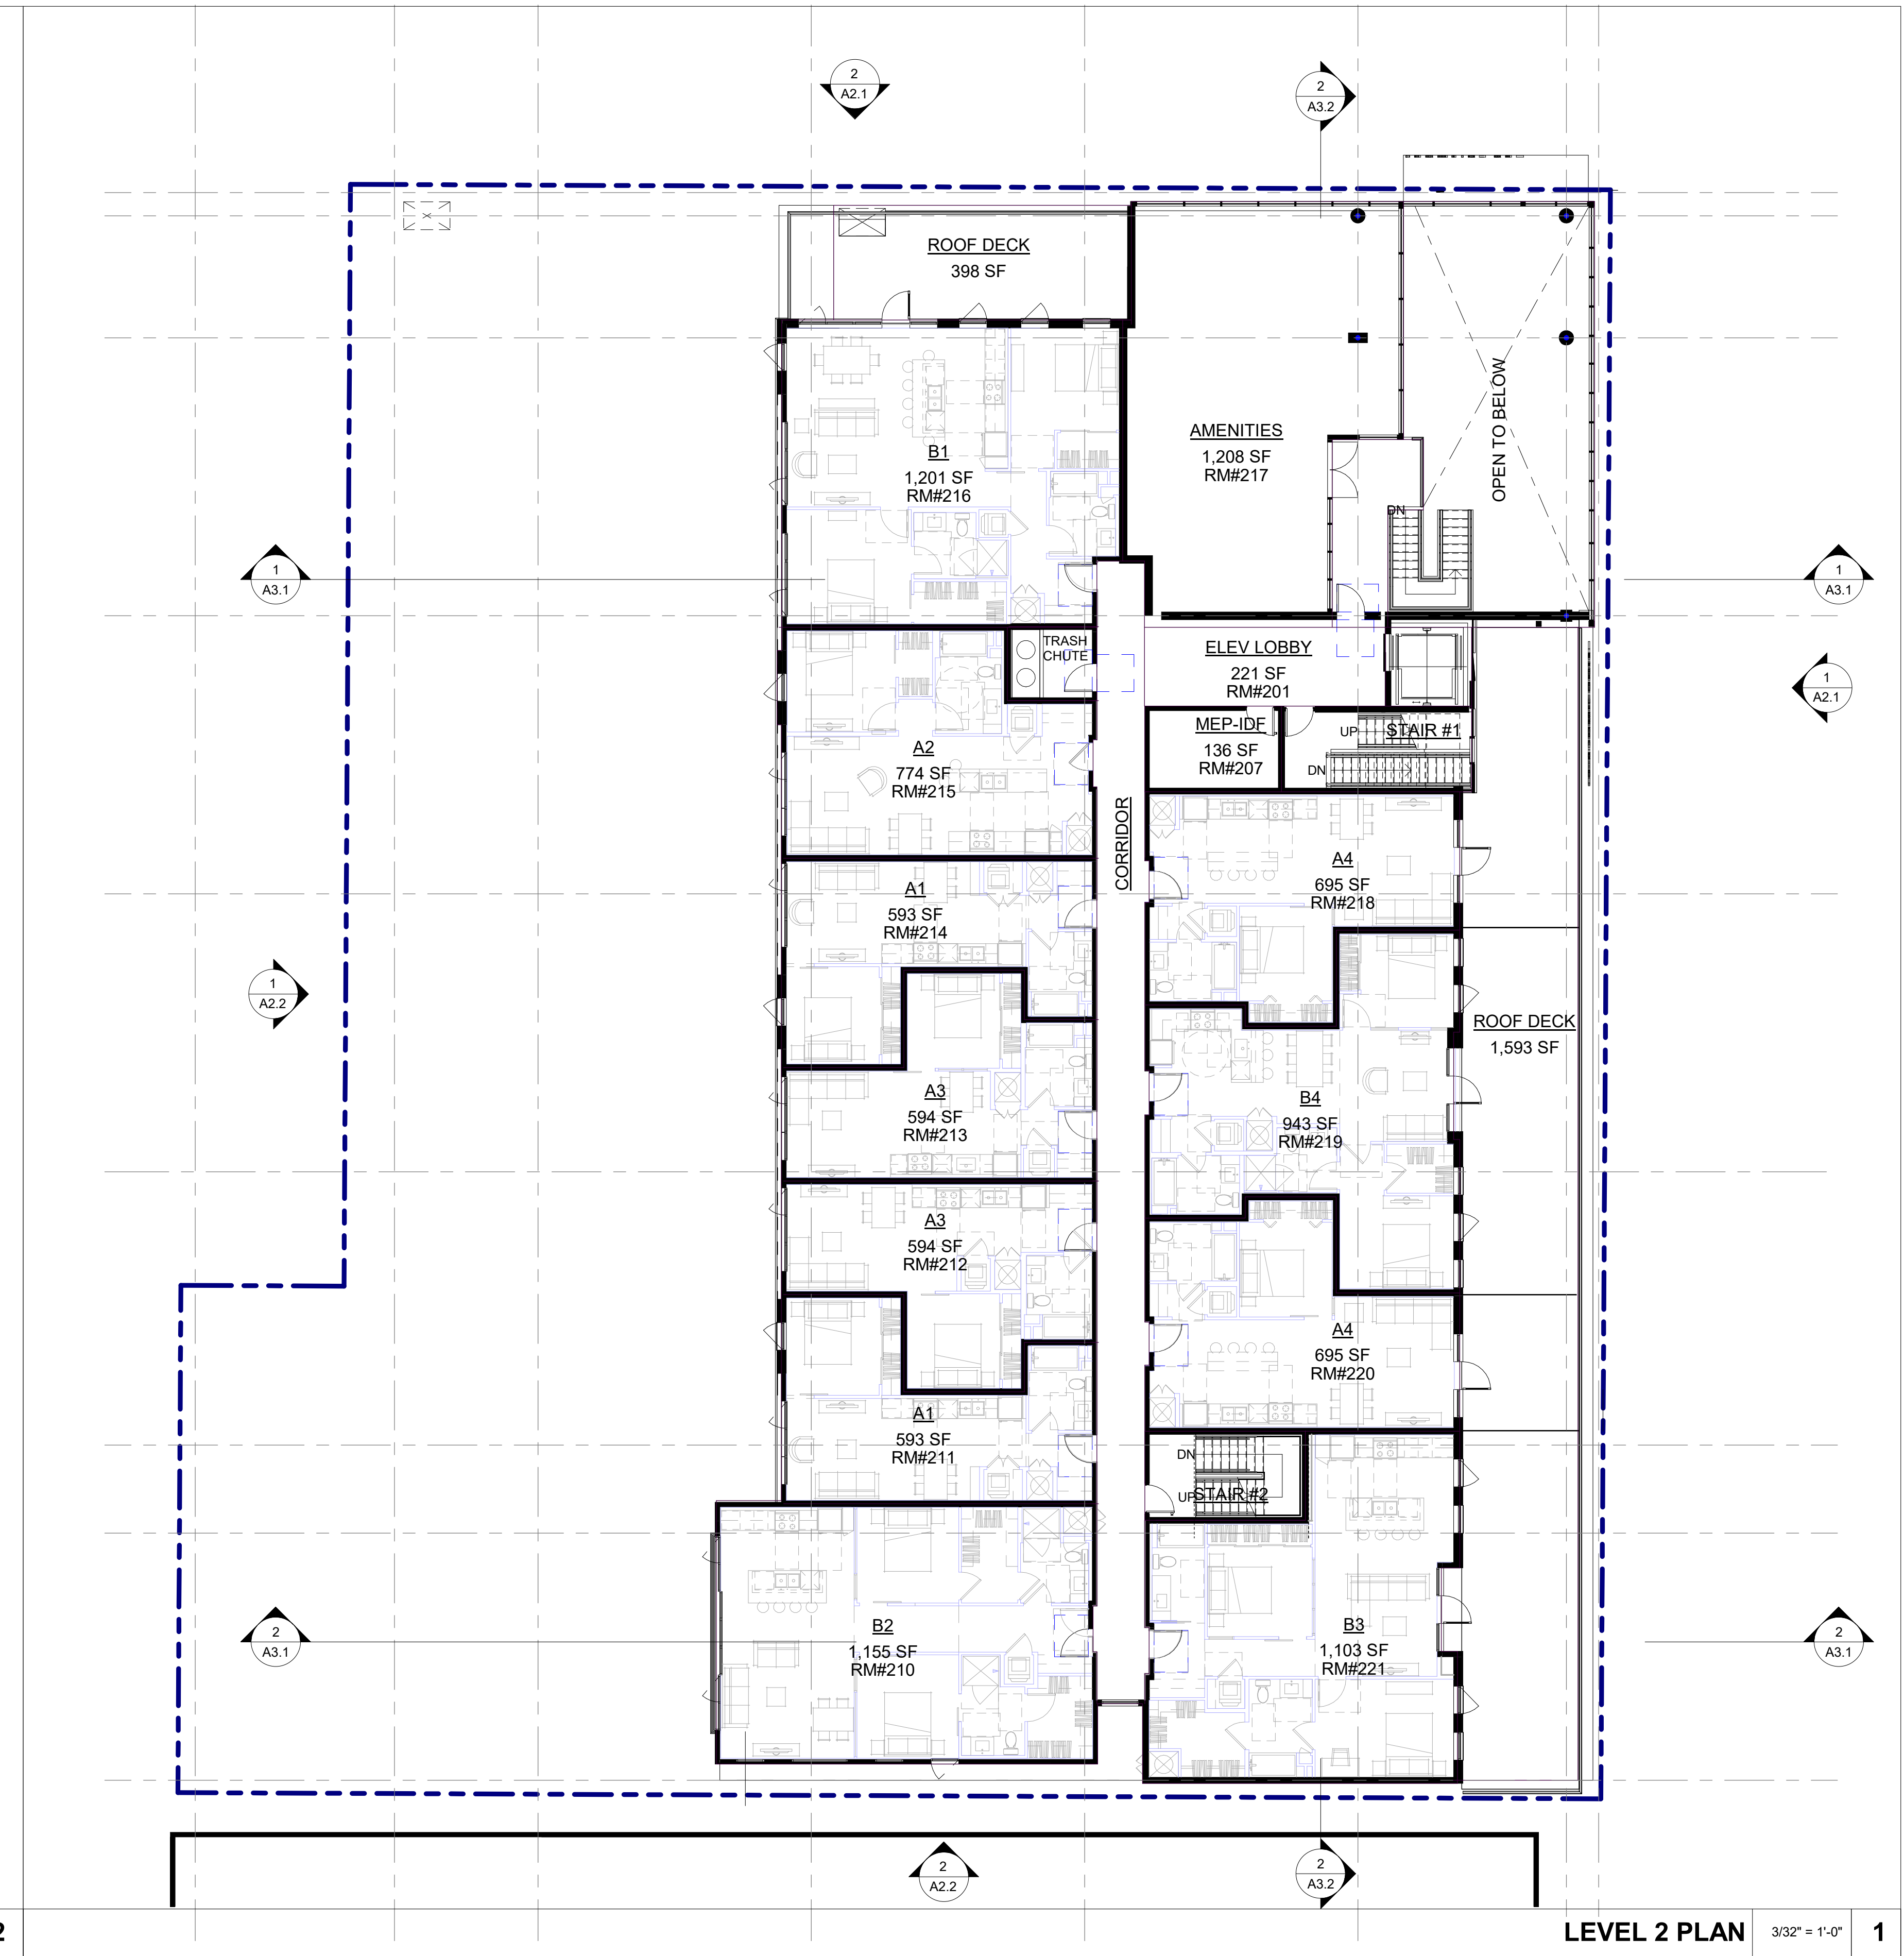 2
A2.1
2
A3.2
ROOF DECK
398 SF
OPEN TO BELOW
AMENITIES
1,208 SF
RM#217
B1
1,201 SF
RM#216
DN
1
A3.1
1
A3.1
TRASH
CHUTE
ELEV LOBBY
221 SF
RM#201
1
A2.1
MEP-IDF
136 SF
RM#207
UP
STAIR #1
DN
A2
774 SF
RM#215
CORRIDOR
A4
695 SF
RM#218
A1
593 SF
RM#214
1
A2.2
ROOF DECK
1,593 SF
A3
594 SF
RM#213
B4
943 SF
RM#219
A3
594 SF
RM#212
A4
695 SF
RM#220
A1
593 SF
RM#211
DN
UP
STAIR #2
B2
1,155 SF
RM#210
B3
1,103 SF
RM#221
2
A3.1
2
A3.1
2
A2.2
2
A3.2
2
LEVEL 2 PLAN
3/32" = 1'-0"
1